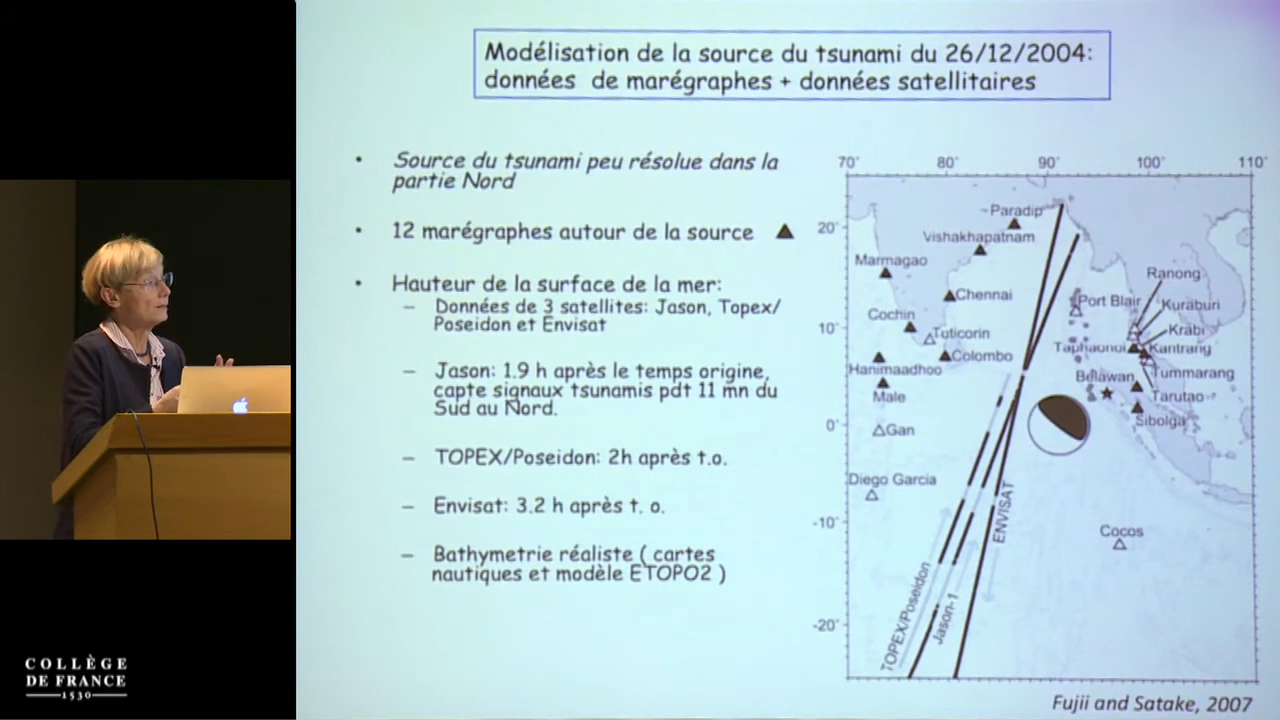 Modélisation de la source du tsunami du 26/12/2004:
données de marégraphes + données satellitaires
• Source du tsunami peu résolue dans la
partie Nord
• 12 marégraphes autour de la source
• Hauteur de la surface de la mer:
– Données de 3 satellites: Jason, Topex/
Poseidon et Envisat
– Jason: 1.9 h après le temps origine,
capte signaux tsunamis pdt 11 mn du
Sud au Nord.
– TOPEX/Poseidon: 2h après t.o.
– Envisat: 3.2 h après t. o.
– Bathymetrie réaliste ( cartes
nautiques et modèle ETOPO2 )
70° 80° 90° 100° 110°
20°
10°
0°
-10°
-20°
Paradip
Vishakhapatnam
Marmagao
Ranong
Chennai
Port Blair
Kuraburi
Cochin
Tuticorin
Krabi
Taphaonoi
Kantrang
Colombo
Hanimaadhoo
Belawan
Tummarang
Male
Tarutao
Sibolga
Gan
Diego Garcia
ENVISAT
Cocos
TOPEX/Poseidon
Jason-1
Fujii and Satake, 2007
COLLÈGE
DE FRANCE
1530